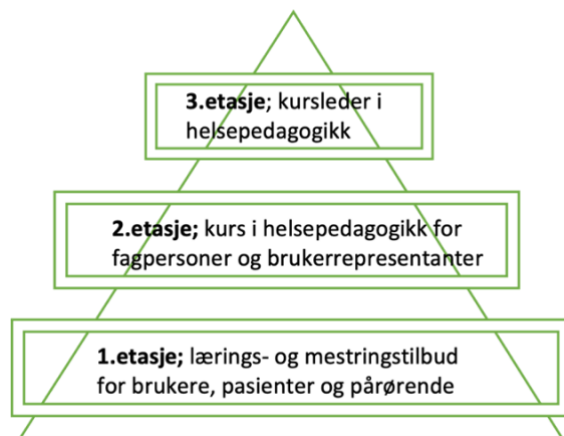 3.etasje; kursleder i
helsepedagogikk
2.etasje; kurs i helsepedagogikk for
fagpersoner og brukerrepresentanter
1.etasje; lærings- og mestringstilbud
for brukere, pasienter og pårørende